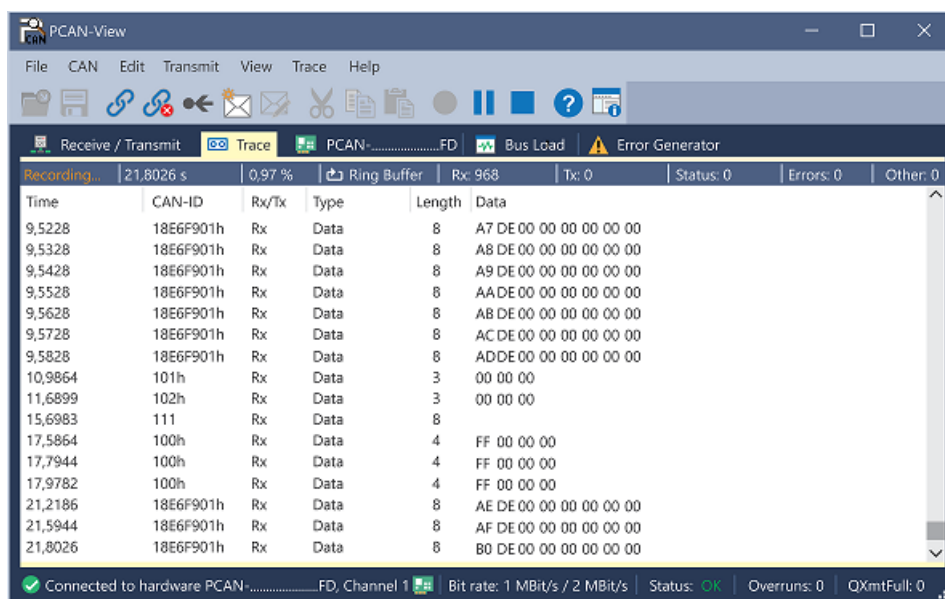 PCAN-View
File CAN Edit Transmit View Trace Help
Receive / Transmit Trace PCAN-....................FD Bus Load Error Generator
Recording... 21,8026 s 0,97 % Ring Buffer Rx: 968 Tx: 0 Status: 0 Errors: 0 Other: 0
Time CAN-ID Rx/Tx Type Length Data
9,5228 18E6F901h Rx Data 8 A7 DE 00 00 00 00 00 00
9,5328 18E6F901h Rx Data 8 A8 DE 00 00 00 00 00 00
9,5428 18E6F901h Rx Data 8 A9 DE 00 00 00 00 00 00
9,5528 18E6F901h Rx Data 8 AA DE 00 00 00 00 00 00
9,5628 18E6F901h Rx Data 8 AB DE 00 00 00 00 00 00
9,5728 18E6F901h Rx Data 8 AC DE 00 00 00 00 00 00
9,5828 18E6F901h Rx Data 8 AD DE 00 00 00 00 00 00
10,9864 101h Rx Data 3 00 00 00
11,6899 102h Rx Data 3 00 00 00
15,6983 111 Rx Data 8
17,5864 100h Rx Data 4 FF 00 00 00
17,7944 100h Rx Data 4 FF 00 00 00
17,9782 100h Rx Data 4 FF 00 00 00
21,2186 18E6F901h Rx Data 8 AE DE 00 00 00 00 00 00
21,5944 18E6F901h Rx Data 8 AF DE 00 00 00 00 00 00
21,8026 18E6F901h Rx Data 8 B0 DE 00 00 00 00 00 00
Connected to hardware PCAN-....................FD, Channel 1 Bit rate: 1 MBit/s / 2 MBit/s Status: OK Overruns: 0 QXmtFull: 0